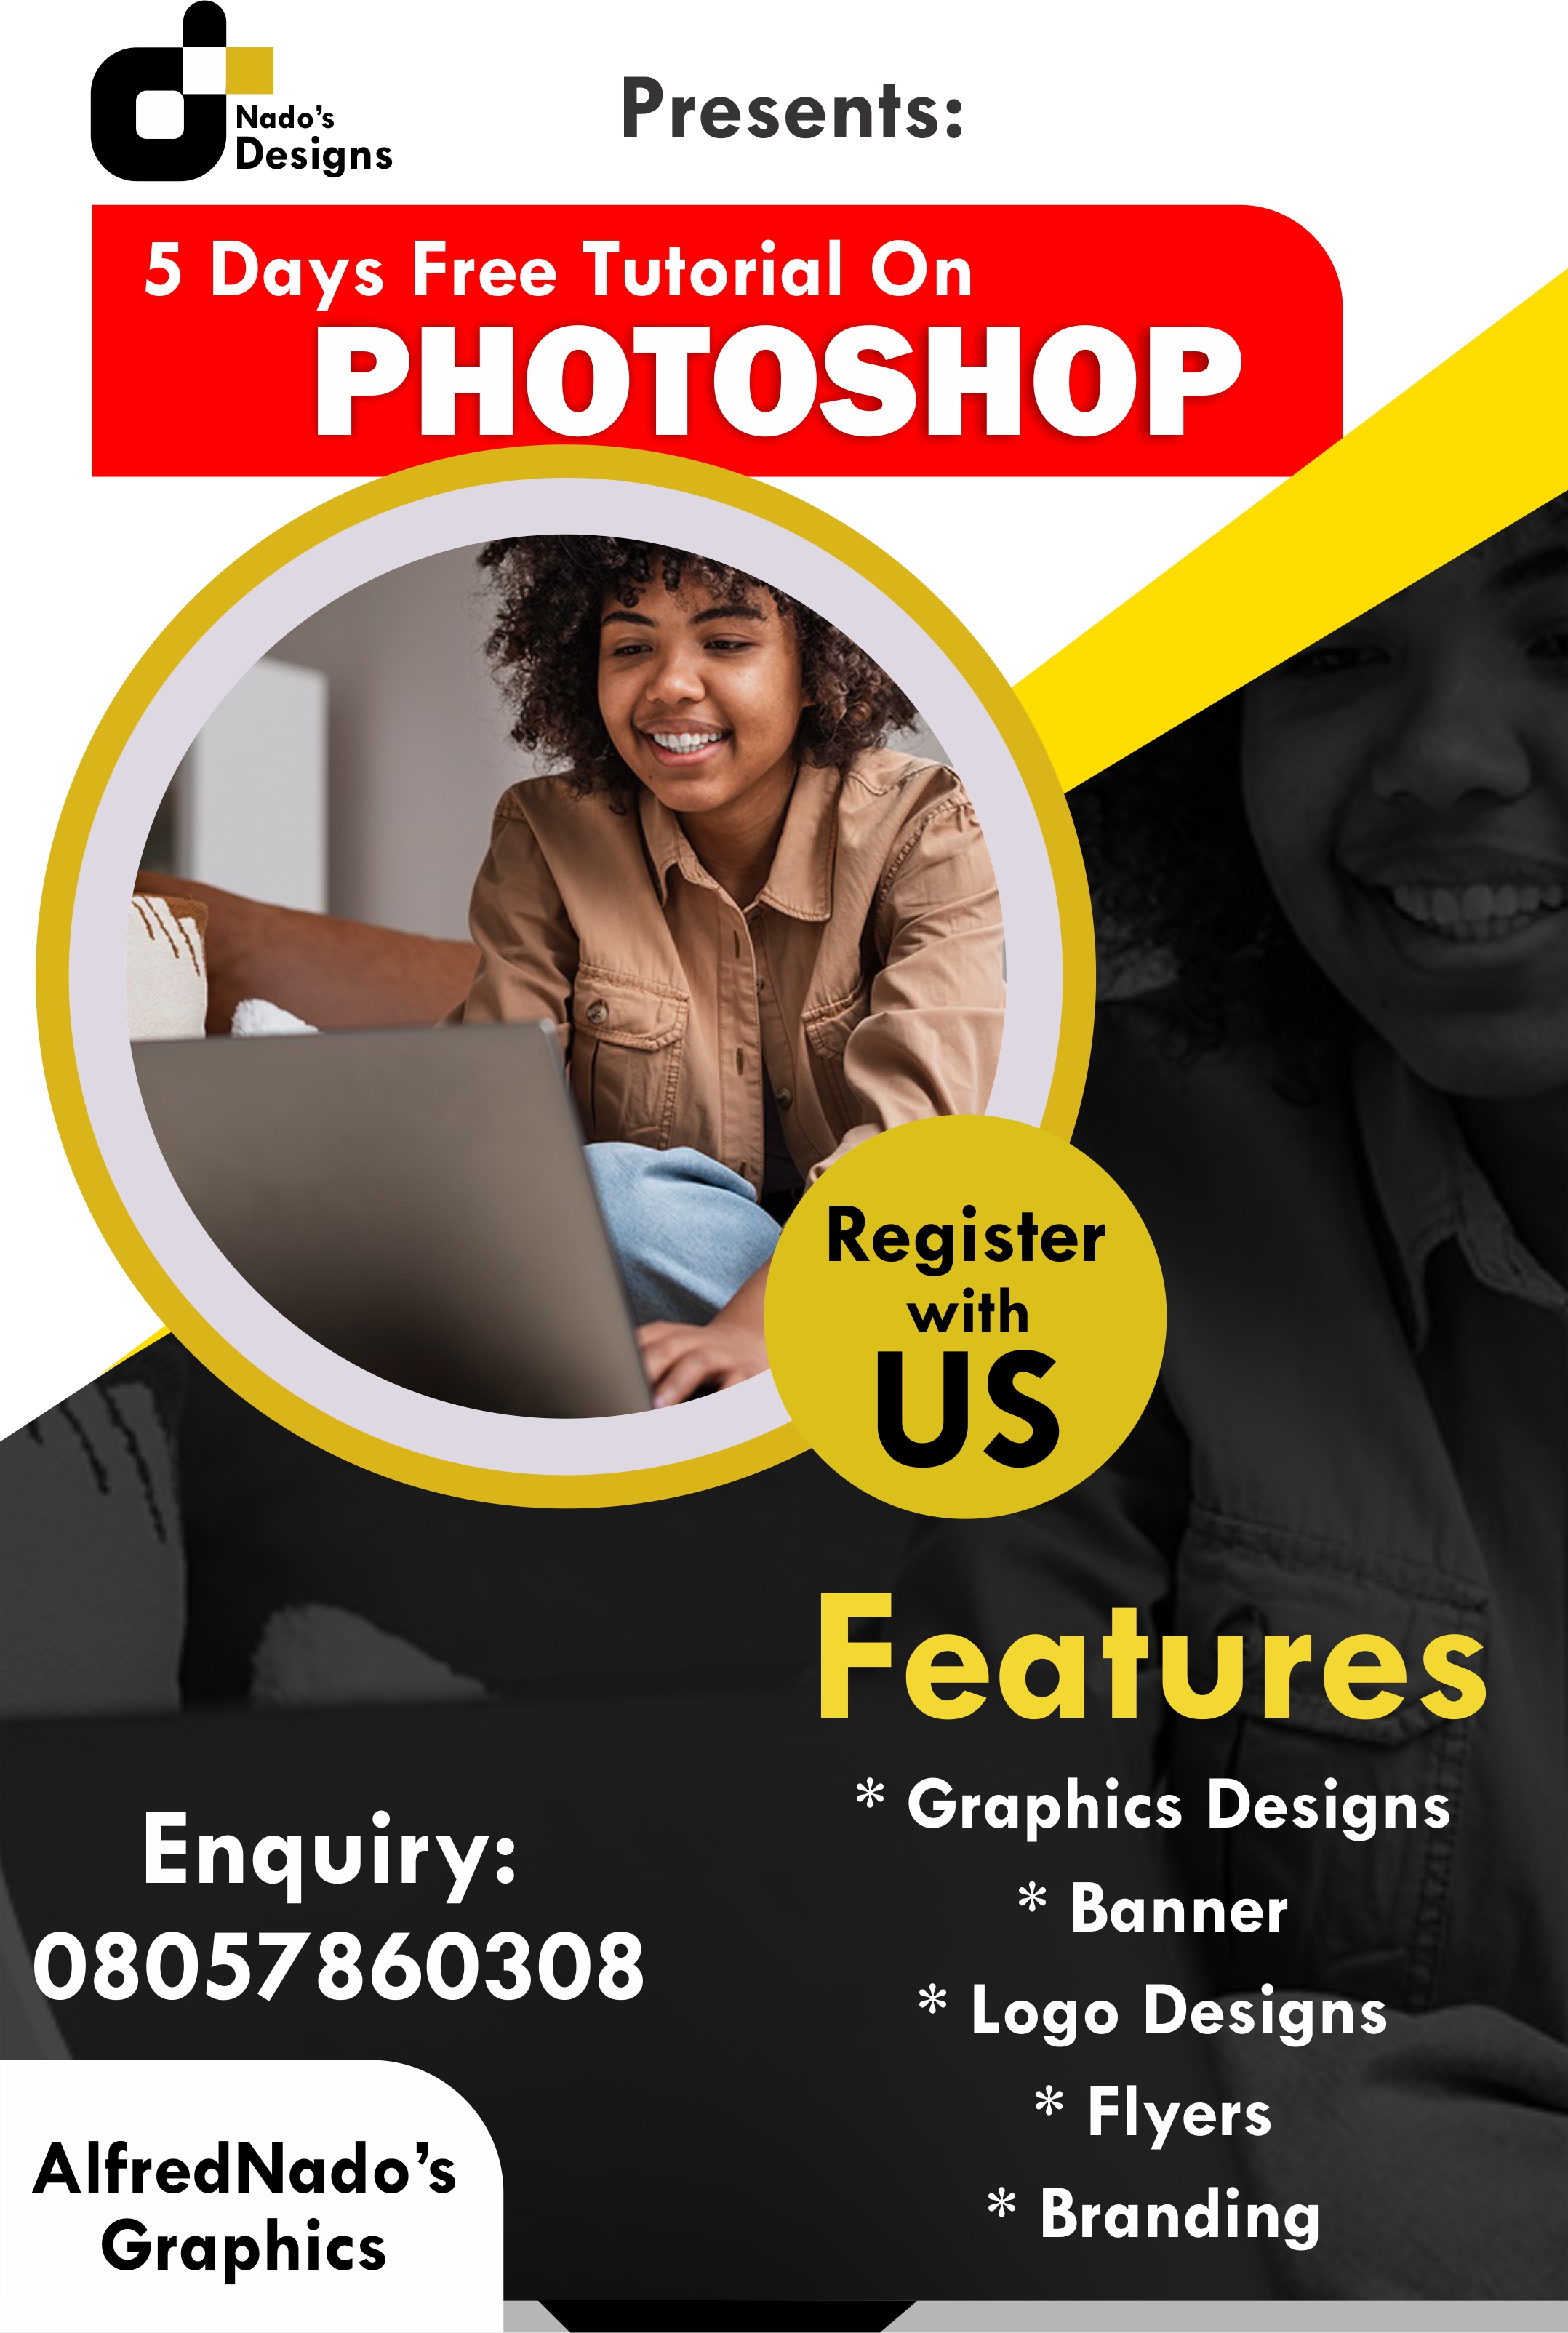 Nado's
Designs
Presents:
5 Days Free Tutorial On
PHOTOSHOP
Register
with
US
Features
* Graphics Designs
* Banner
* Logo Designs
* Flyers
* Branding
Enquiry:
08057860308
AlfredNado's
Graphics